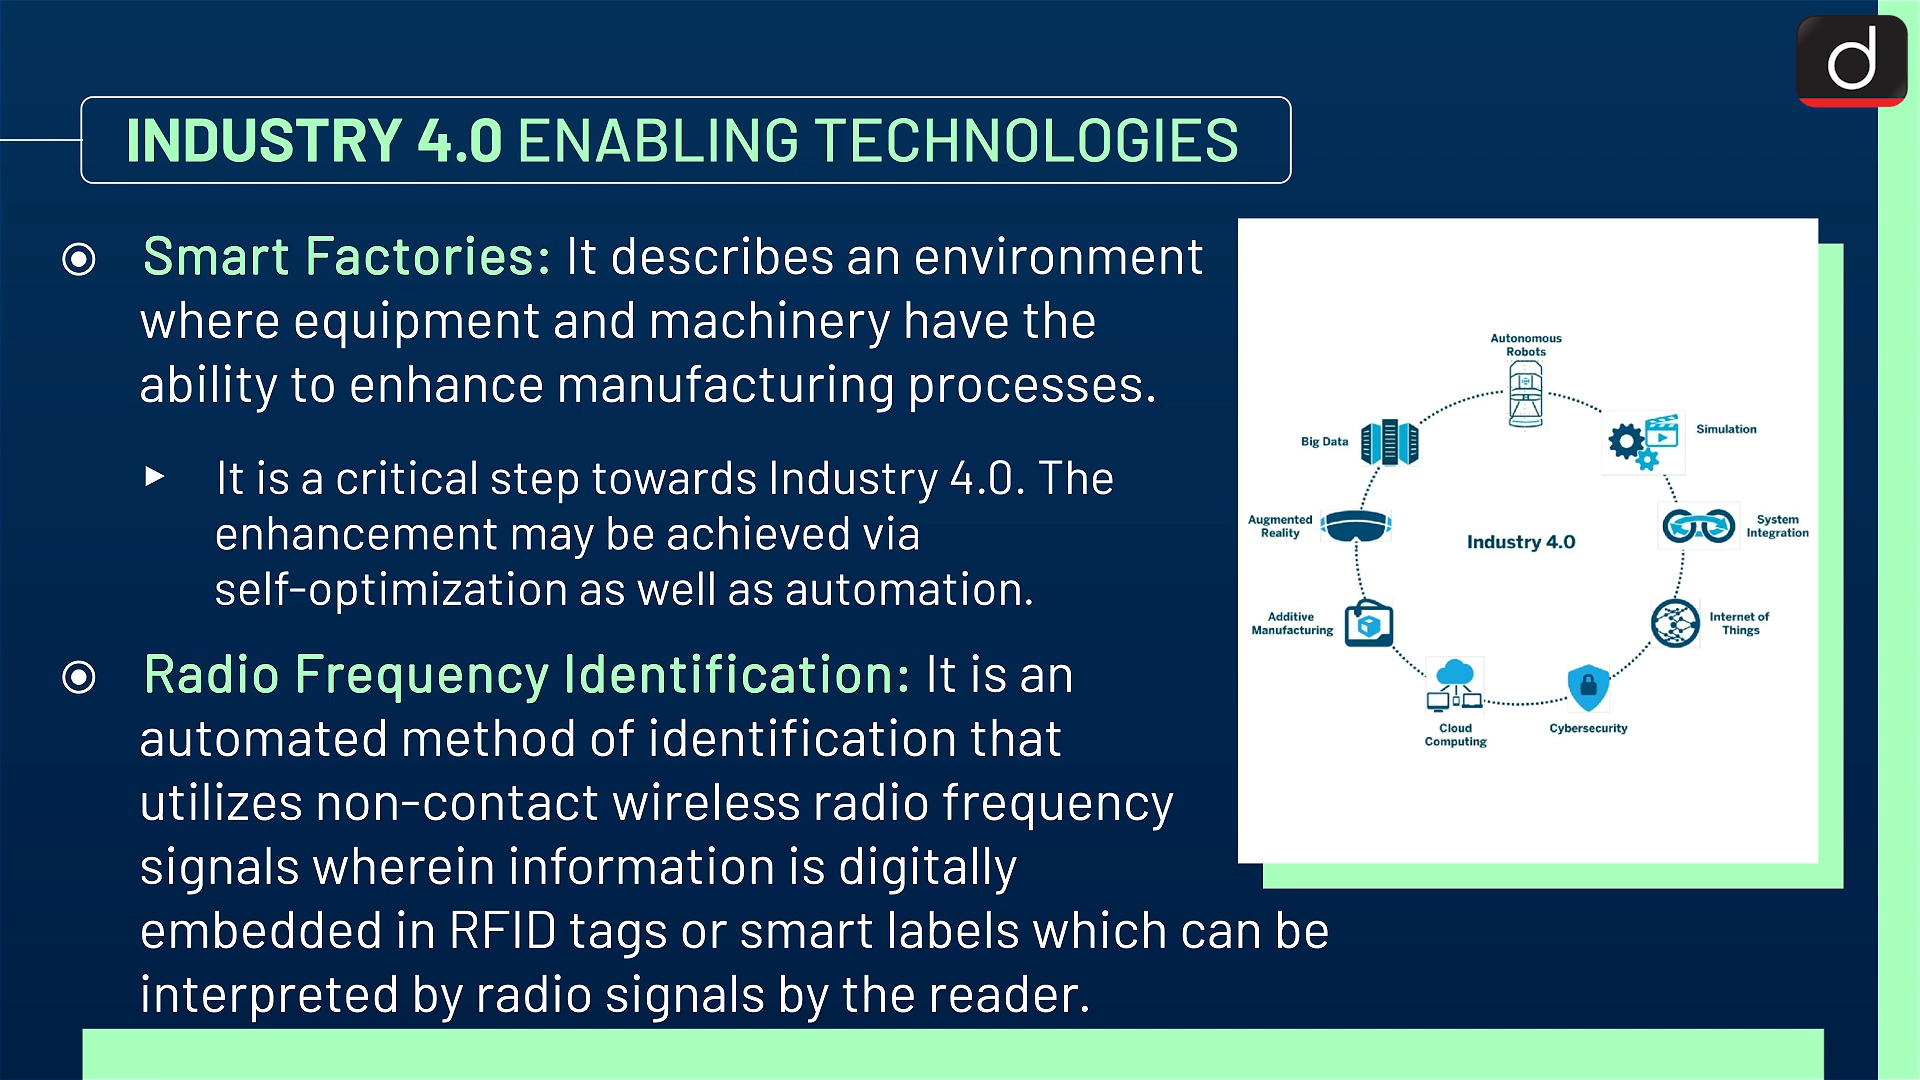 d
INDUSTRY 4.0 ENABLING TECHNOLOGIES
Smart Factories: It describes an environment
where equipment and machinery have the
ability to enhance manufacturing processes.
It is a critical step towards Industry 4.0. The
enhancement may be achieved via
self-optimization as well as automation.
Radio Frequency Identification: It is an
automated method of identification that
utilizes non-contact wireless radio frequency
signals wherein information is digitally
embedded in RFID tags or smart labels which can be
interpreted by radio signals by the reader.
Autonomous
Robots
Simulation
System
Integration
Internet of
Things
Cybersecurity
Cloud
Computing
Additive
Manufacturing
Augmented
Reality
Big Data
Industry 4.0